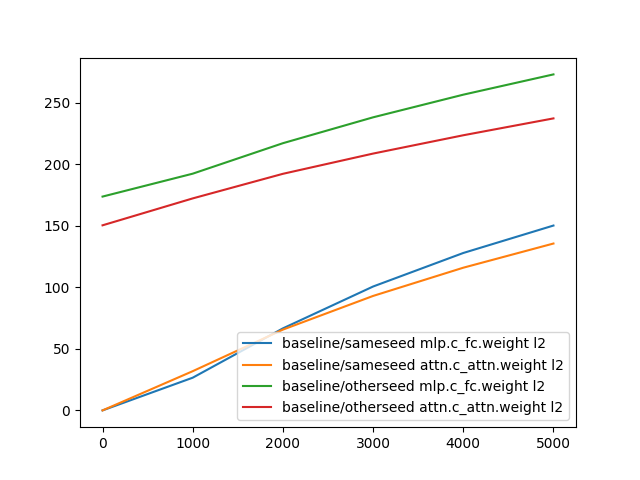 250
200
150
100
50
0
baseline/sameseed mlp.c_fc.weight l2
baseline/sameseed attn.c_attn.weight l2
baseline/otherseed mlp.c_fc.weight l2
baseline/otherseed attn.c_attn.weight l2
0 1000 2000 3000 4000 5000